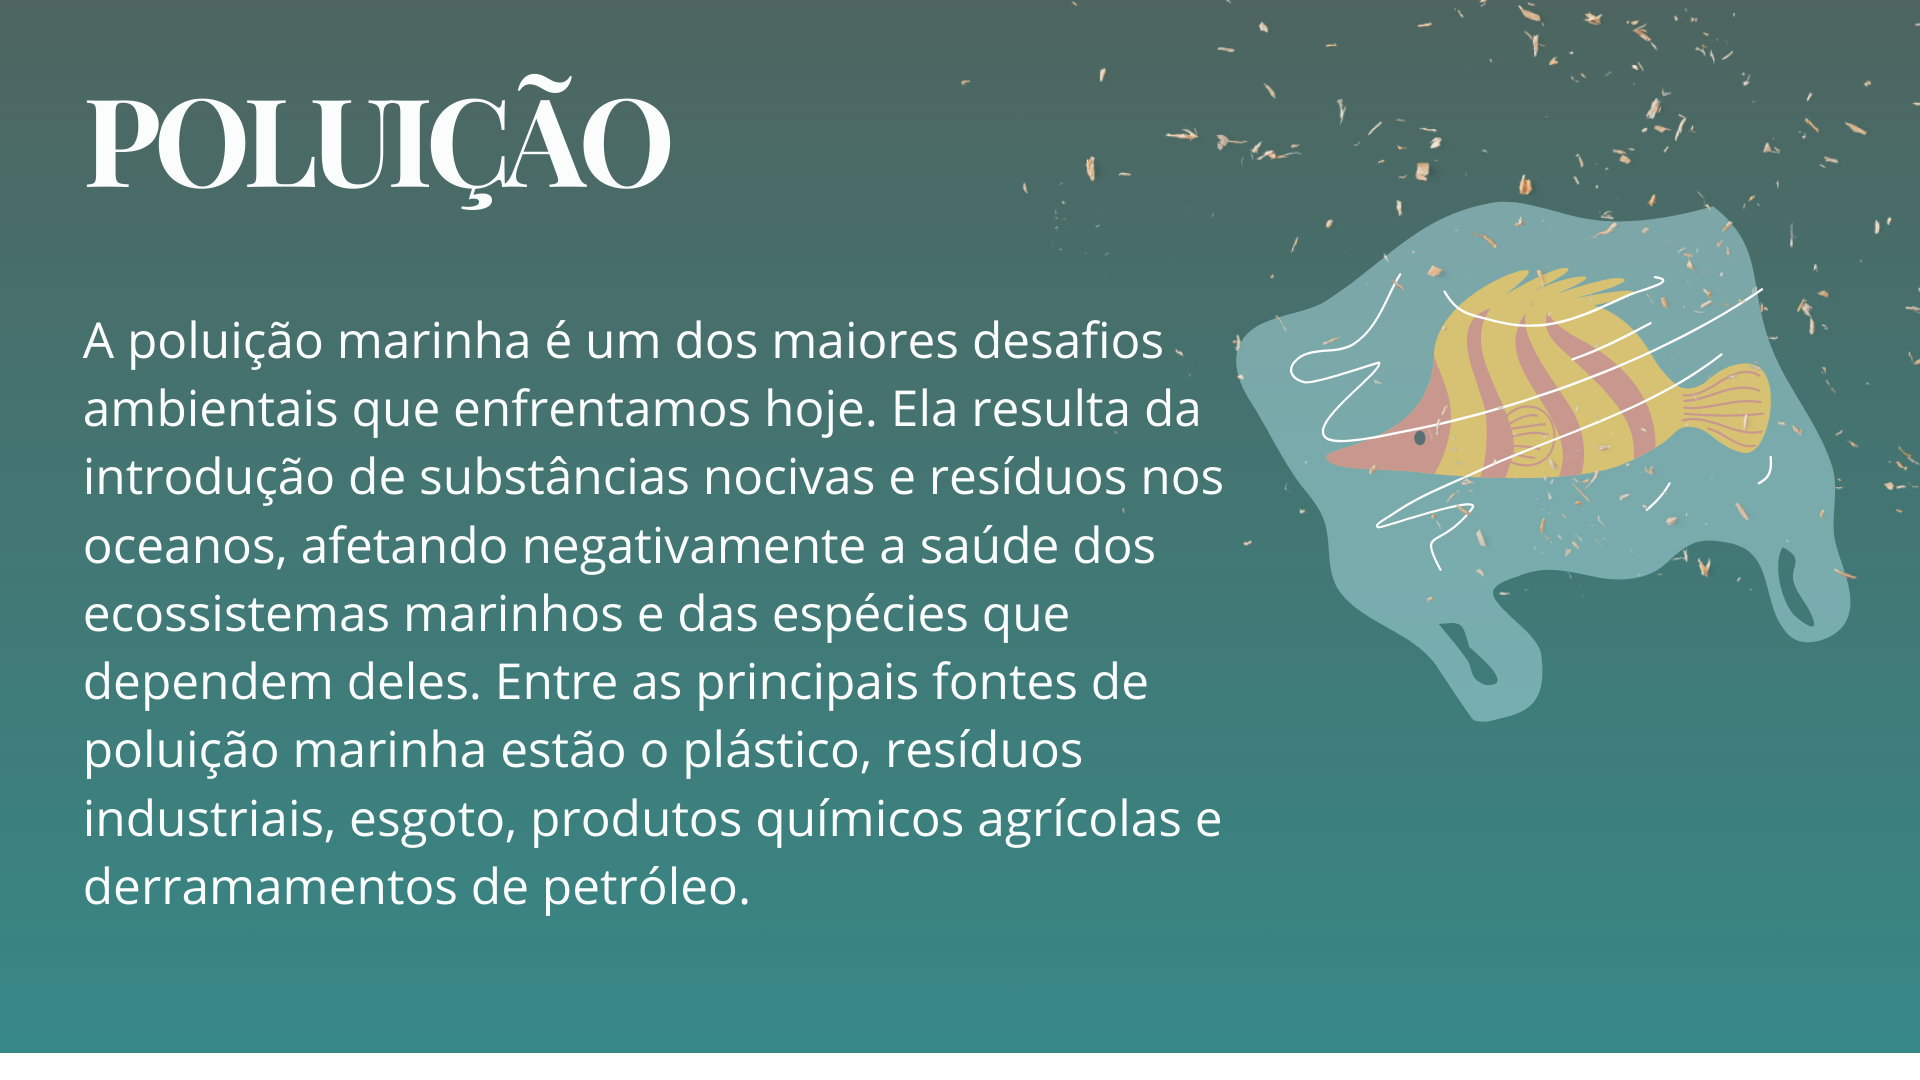 POLUIÇÃO
A poluição marinha é um dos maiores desafios
ambientais que enfrentamos hoje. Ela resulta da
introdução de substâncias nocivas e resíduos nos
oceanos, afetando negativamente a saúde dos
ecossistemas marinhos e das espécies que
dependem deles. Entre as principais fontes de
poluição marinha estão o plástico, resíduos
industriais, esgoto, produtos químicos agrícolas e
derramamentos de petróleo.